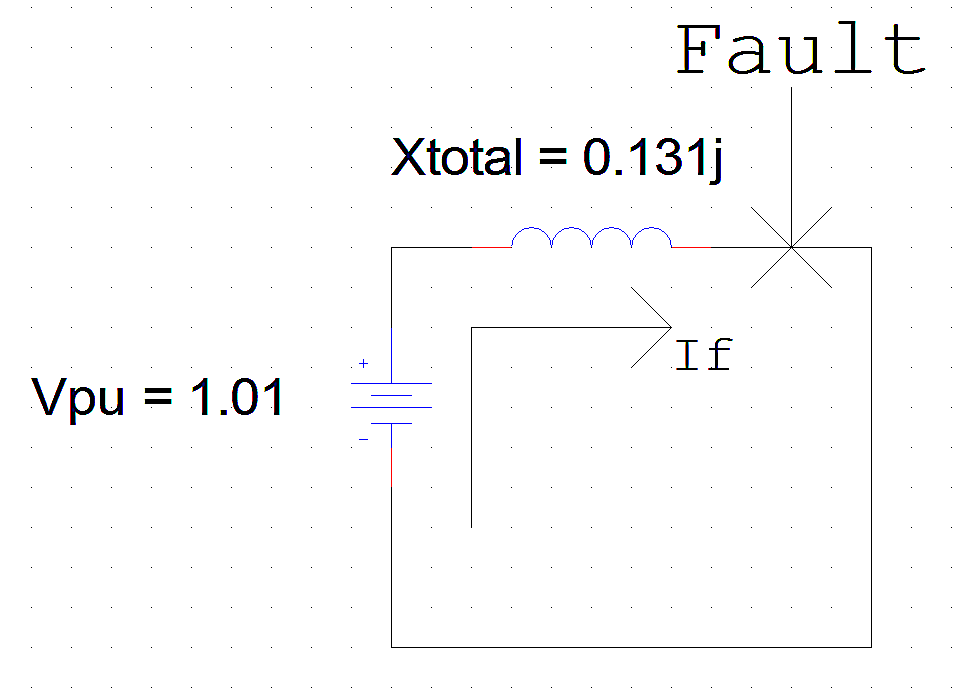 Fault
Xtotal = 0.131j
+
If
Vpu = 1.01
−